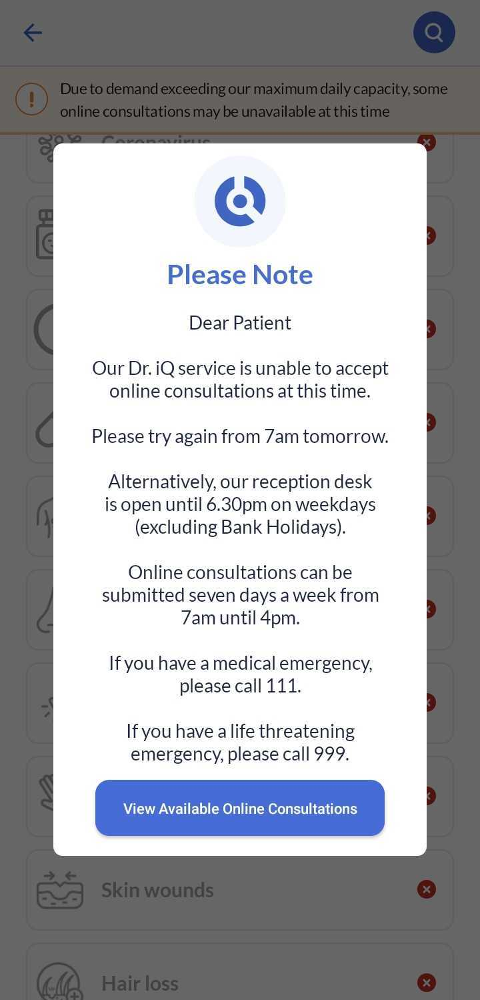 Due to demand exceeding our maximum daily capacity, some
online consultations may be unavailable at this time
Coronavirus
Please Note
Dear Patient
Our Dr. iQ service is unable to accept
online consultations at this time.
Please try again from 7am tomorrow.
Alternatively, our reception desk
is open until 6.30pm on weekdays
(excluding Bank Holidays).
Online consultations can be
submitted seven days a week from
7am until 4pm.
If you have a medical emergency,
please call 111.
If you have a life threatening
emergency, please call 999.
View Available Online Consultations
Skin wounds
Hair loss